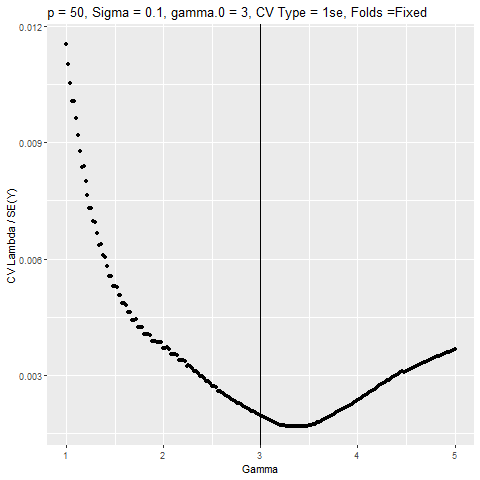 p = 50, Sigma = 0.1, gamma.0 = 3, CV Type = 1se, Folds =Fixed
0.012
0.009
0.006
0.003
CV Lambda / SE(Y)
1 2 3 4 5
Gamma